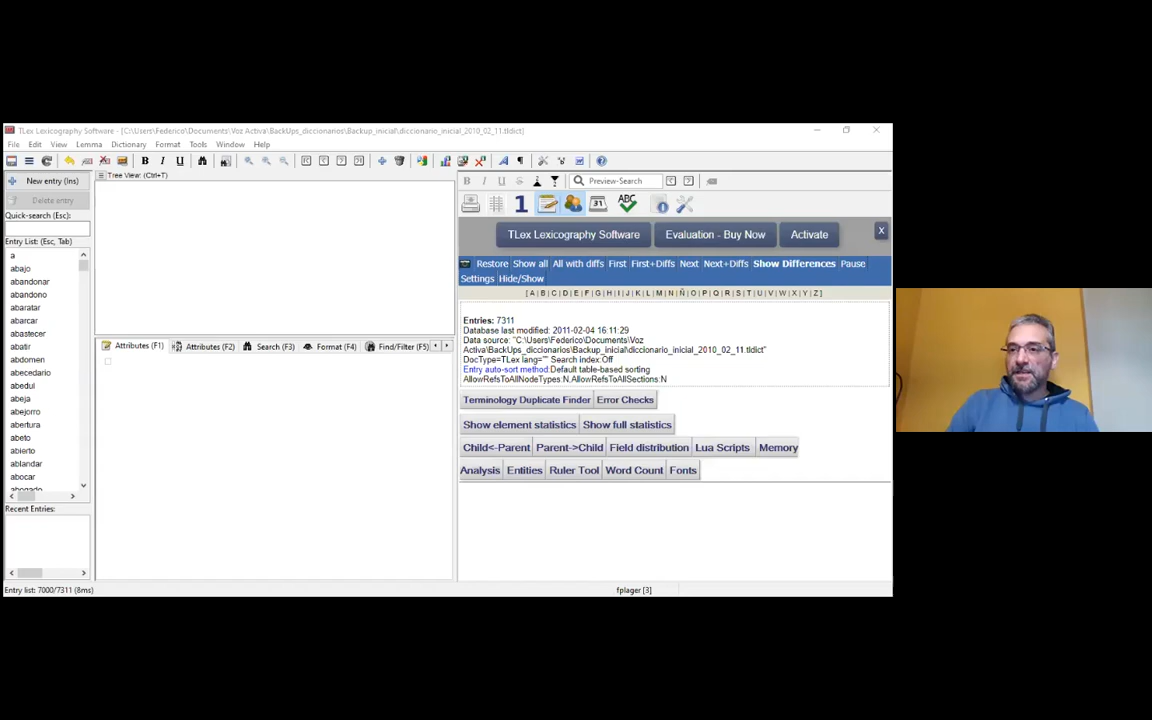 TLex Lexicography Software - [C:\Users\Federico\Documents\Voz Activa\BackUps_diccionarios\Backup_inicial\diccionario_inicial_2010_02_11.tldict]
File Edit View Lemma Dictionary Format Tools Window Help
B I U
New entry (Ins)
Delete entry
Quick-search (Esc):
Entry List: (Esc, Tab)
a
abajo
abandonar
abandono
abaratar
abarcar
abastecer
abatir
abdomen
abecedario
abedul
abeja
abejorro
abertura
abeto
abierto
ablandar
abocar
abogado
Recent Entries:
Entry list: 7000/7311 (8ms)
Tree View: (Ctrl+T)
Attributes (F1) Attributes (F2) Search (F3) Format (F4) Find/Filter (F5)
B I U S Preview-Search
1 31 ABC
TLex Lexicography Software Evaluation - Buy Now Activate X
Restore Show all All with diffs First First+Diffs Next Next+Diffs Show Differences Pause
Settings Hide/Show
[ A | B | C | D | E | F | G | H | I | J | K | L | M | N | Ñ | O | P | Q | R | S | T | U | V | W | X | Y | Z ]
Entries: 7311
Database last modified: 2011-02-04 16:11:29
Data source: "C:\Users\Federico\Documents\Voz
Activa\BackUps_diccionarios\Backup_inicial\diccionario_inicial_2010_02_11.tldict"
DocType=TLex lang="" Search index:Off
Entry auto-sort method:Default table-based sorting
AllowRefsToAllNodeTypes:N,AllowRefsToAllSections:N
Terminology Duplicate Finder Error Checks
Show element statistics Show full statistics
Child<-Parent Parent->Child Field distribution Lua Scripts Memory
Analysis Entities Ruler Tool Word Count Fonts
fplager [3]